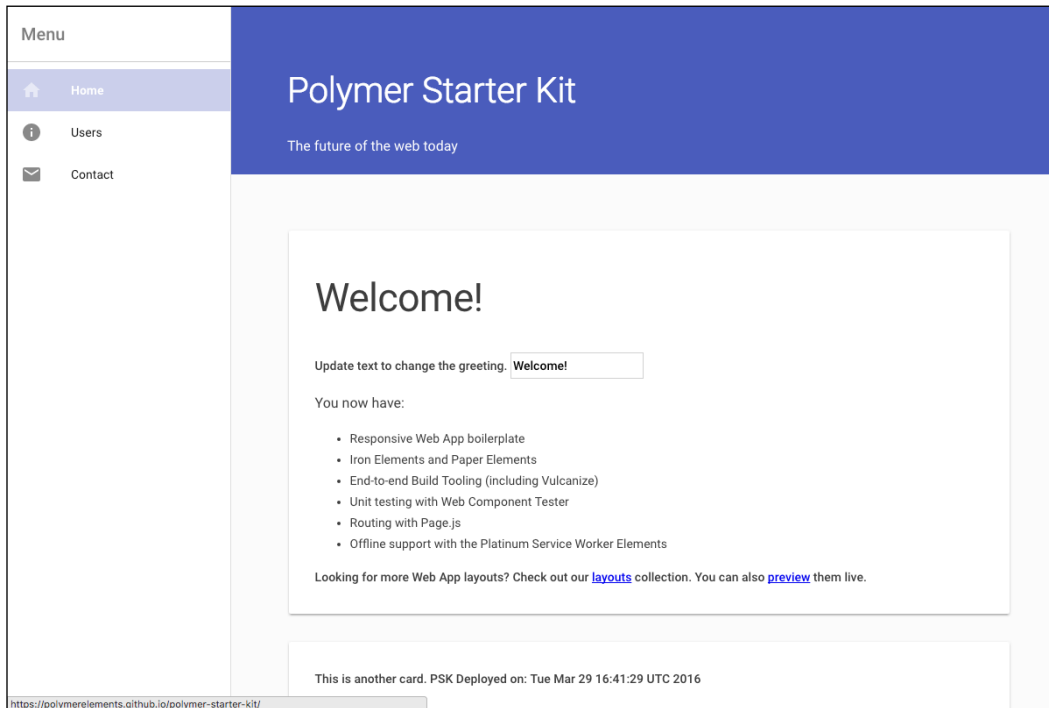 Menu
Home
Users
Contact
Polymer Starter Kit
The future of the web today
Welcome!
Update text to change the greeting. Welcome!
You now have:
• Responsive Web App boilerplate
• Iron Elements and Paper Elements
• End-to-end Build Tooling (including Vulcanize)
• Unit testing with Web Component Tester
• Routing with Page.js
• Offline support with the Platinum Service Worker Elements
Looking for more Web App layouts? Check out our layouts collection. You can also preview them live.
This is another card. PSK Deployed on: Tue Mar 29 16:41:29 UTC 2016
https://polymerelements.github.io/polymer-starter-kit/